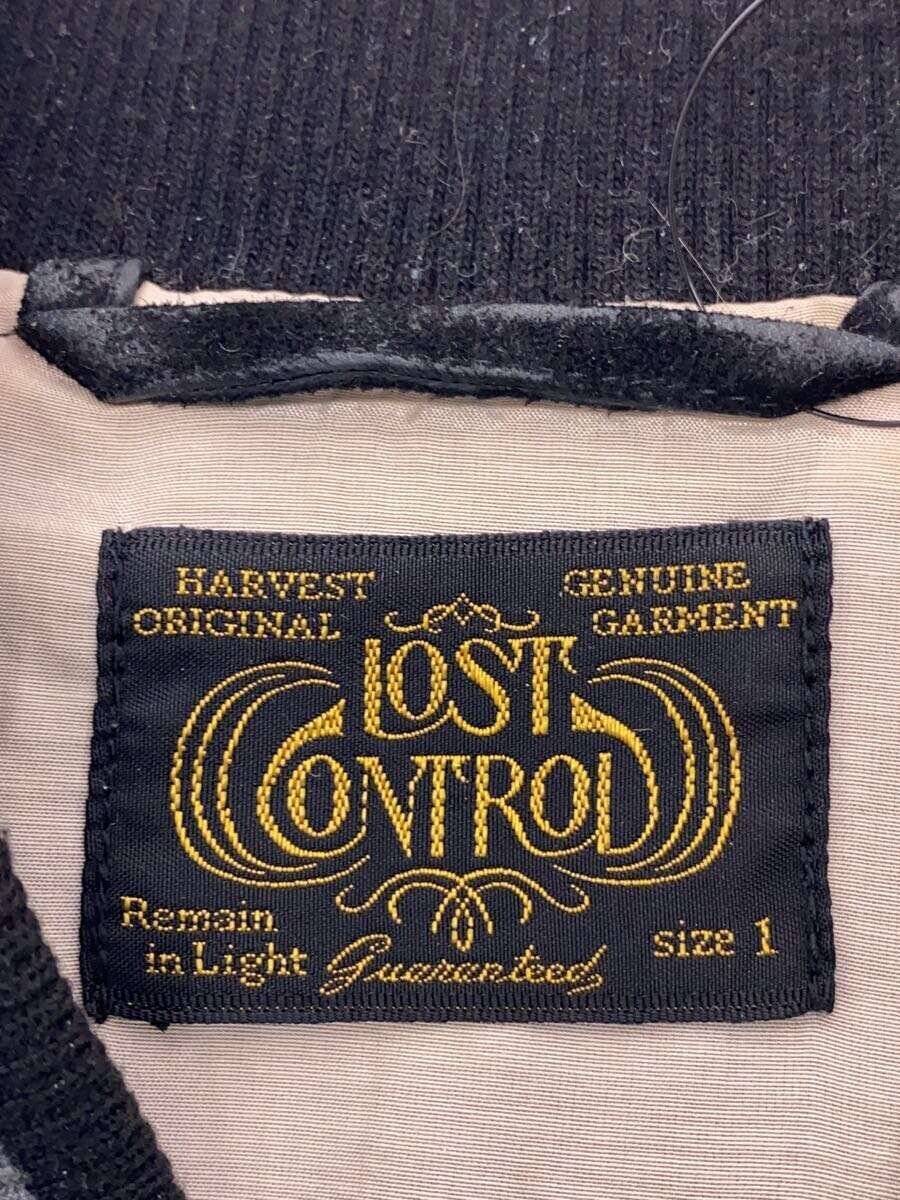 HARVEST
ORIGINAL
GENUINE
GARMENT
LOST
CONTROL
Remain
in Light
Guaranteed
size 1